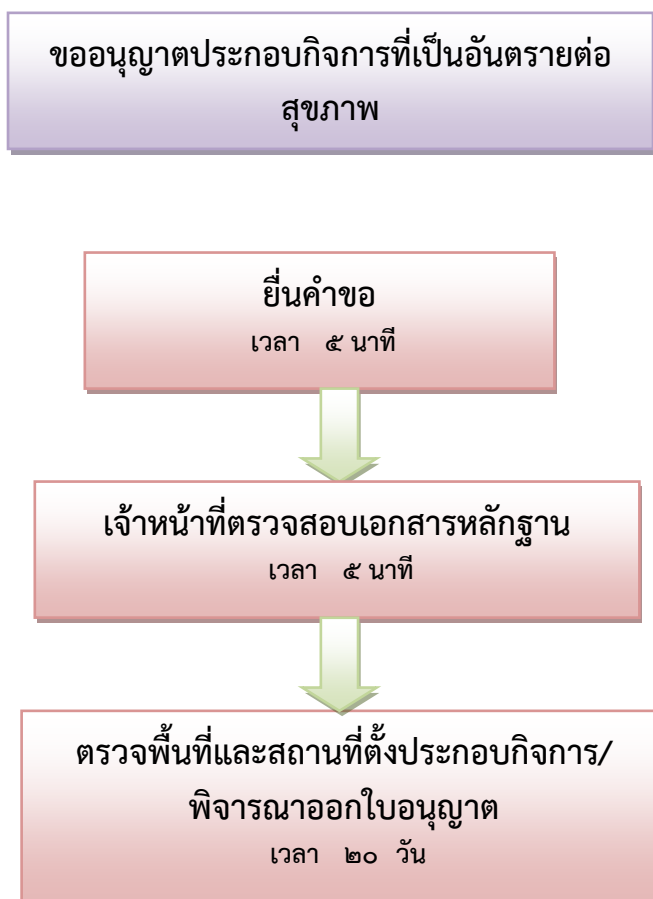 ขออนุญาตประกอบกิจการที่เป็นอันตรายต่อ
สุขภาพ
ยื่นคำขอ
เวลา ๕ นาที
เจ้าหน้าที่ตรวจสอบเอกสารหลักฐาน
เวลา ๕ นาที
ตรวจพื้นที่และสถานที่ตั้งประกอบกิจการ/
พิจารณาออกใบอนุญาต
เวลา ๒๐ วัน